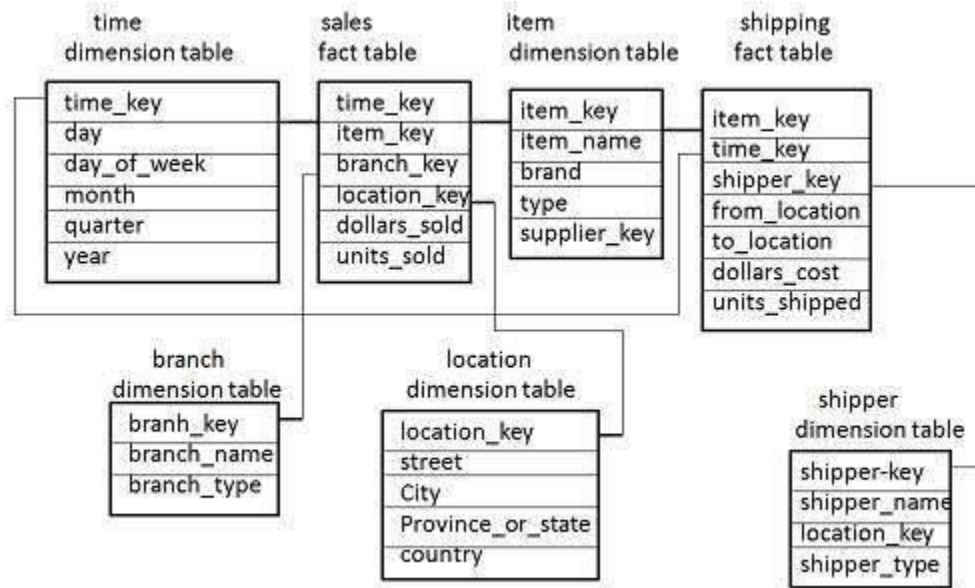 time
dimension table
time_key
day
day_of_week
month
quarter
year
sales
fact table
time_key
item_key
branch_key
location_key
dollars_sold
units_sold
item
dimension table
item_key
item_name
brand
type
supplier_key
shipping
fact table
item_key
time_key
shipper_key
from_location
to_location
dollars_cost
units_shipped
branch
dimension table
branh_key
branch_name
branch_type
location
dimension table
location_key
street
City
Province_or_state
country
shipper
dimension table
shipper-key
shipper_name
location_key
shipper_type